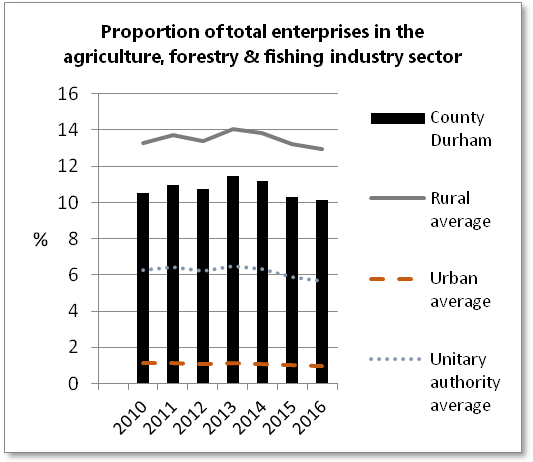 Proportion of total enterprises in the
agriculture, forestry & fishing industry sector
16
14
12
10
8
6
4
2
0
%
2010
2011
2012
2013
2014
2015
2016
County
Durham
Rural
average
Urban
average
Unitary
authority
average